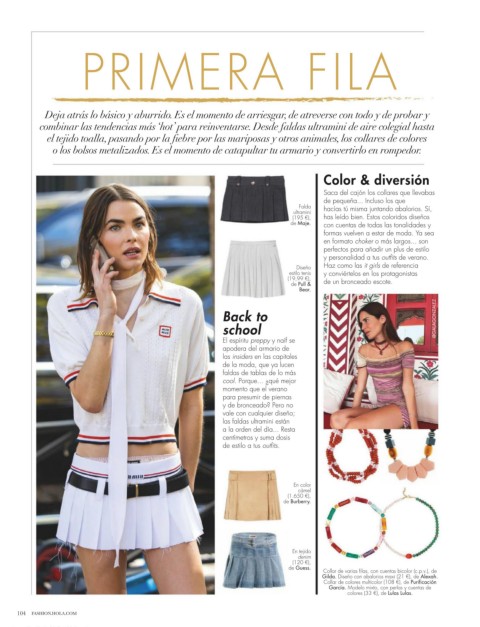 PRIMERA FILA
Deja atrás lo básico y aburrido. Es el momento de arriesgar, de atreverse con todo y de probar y
combinar las tendencias más ‘hot’ para reinventarse. Desde faldas ultramini de aire colegial hasta
el tejido toalla, pasando por la fiebre por las mariposas y otros animales, los collares de colores
o los bolsos metalizados. Es el momento de catapultar tu armario y convertirlo en rompedor.
Falda
ultramini
(195 €),
de Maje.
Diseño
estilo tenis
(19,99 €),
de Pull &
Bear.
Back to
school
El espíritu preppy y naíf se
apodera del armario de
las insiders en las capitales
de la moda, que ya lucen
faldas de tablas de lo más
cool. Porque... ¿qué mejor
momento que el verano
para presumir de piernas
y de bronceado? Pero no
vale con cualquier diseño;
las faldas ultramini están
a la orden del día... Resta
centímetros y suma dosis
de estilo a tus outfits.
En color
cámel
(1.650 €),
de Burberry.
En tejido
denim
(120 €),
de Guess.
Color & diversión
Saca del cajón los collares que llevabas
de pequeña... Incluso los que
hacías tú misma juntando abalorios. Sí,
has leído bien. Estos coloridos diseños
con cuentas de todas las tonalidades y
formas vuelven a estar de moda. Ya sea
en formato choker o más largos... son
perfectos para añadir un plus de estilo
y personalidad a tus outfits de verano.
Haz como las it girls de referencia
y conviértelos en los protagonistas
de un bronceado escote.
Collar de varias filas, con cuentas bicolor (c.p.v.), de
Gilda. Diseño con abalorios maxi (21 €), de
Collar de colores multicolor (108 €), de Purificación
García. Modelo mixto, con perlas y cuentas de
colores (35 €), de Lulas Lulas.
104 FASHION.HOLA.COM